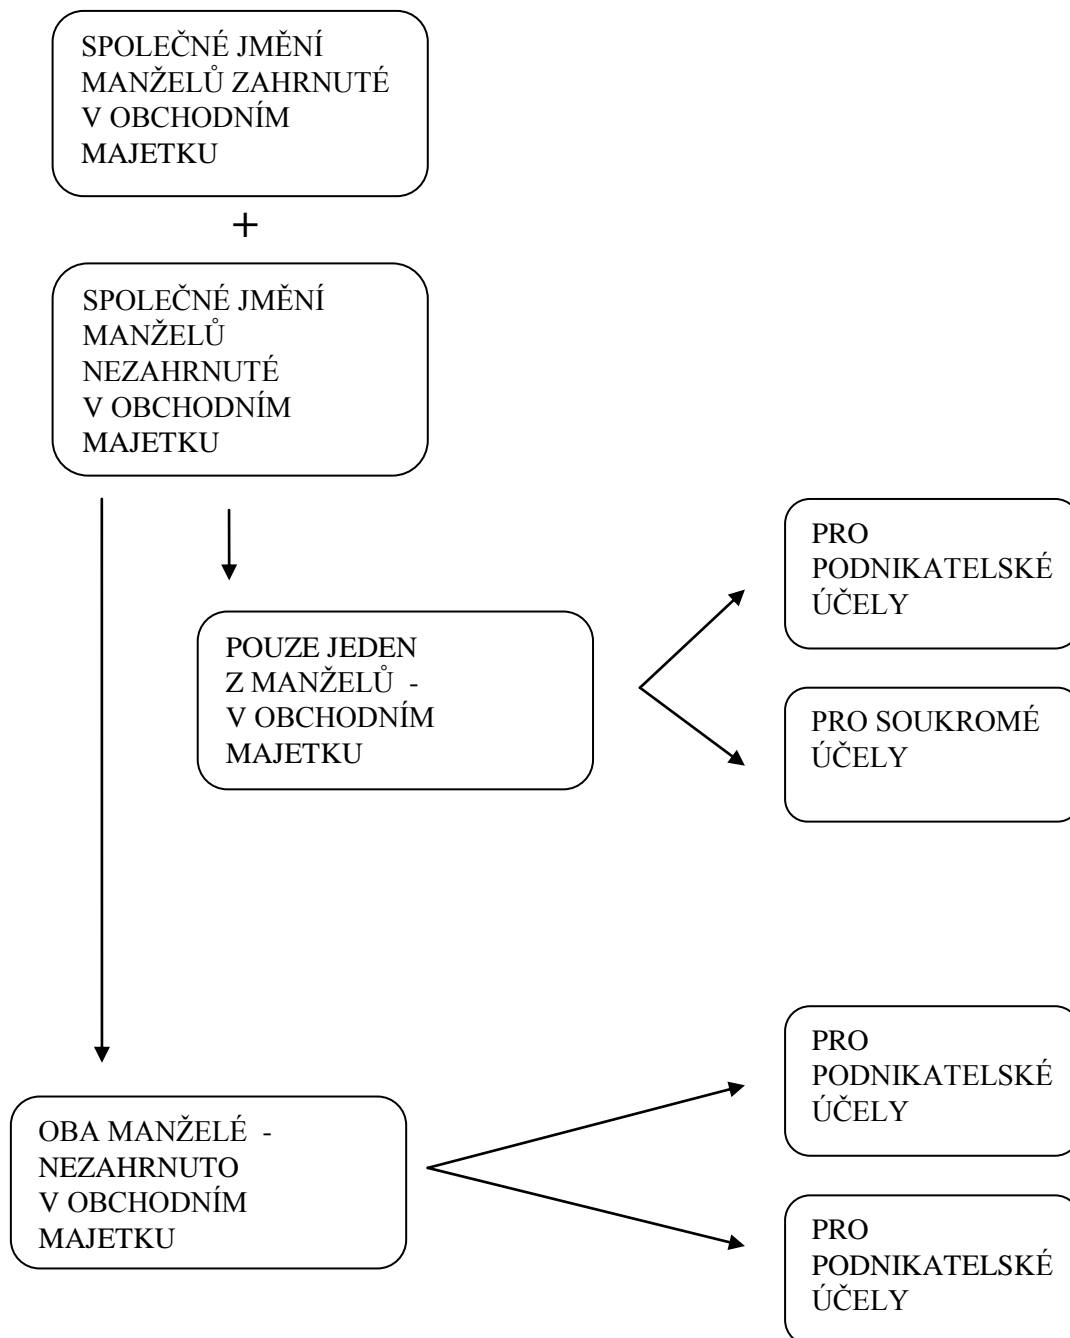 SPOLEČNÉ JMĚNÍ
MANŽELŮ ZAHRNUTÉ
V OBCHODNÍM
MAJETKU
+
SPOLEČNÉ JMĚNÍ
MANŽELŮ
NEZAHRNUTÉ
V OBCHODNÍM
MAJETKU
POUZE JEDEN
Z MANŽELŮ -
V OBCHODNÍM
MAJETKU
PRO
PODNIKATELSKÉ
ÚČELY
PRO SOUKROMÉ
ÚČELY
OBA MANŽELÉ -
NEZAHRNUTO
V OBCHODNÍM
MAJETKU
PRO
PODNIKATELSKÉ
ÚČELY
PRO
PODNIKATELSKÉ
ÚČELY